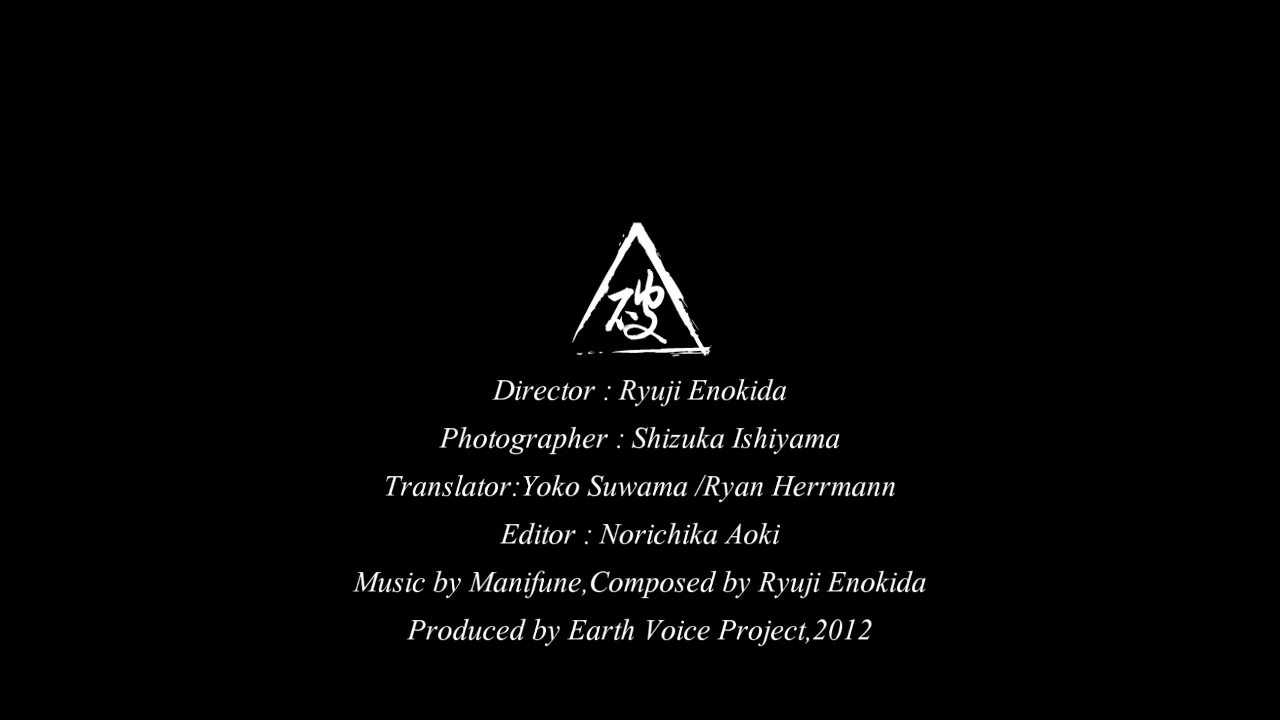 破
Director : Ryuji Enokida
Photographer : Shizuka Ishiyama
Translator:Yoko Suwama /Ryan Herrmann
Editor : Norichika Aoki
Music by Manifune,Composed by Ryuji Enokida
Produced by Earth Voice Project,2012